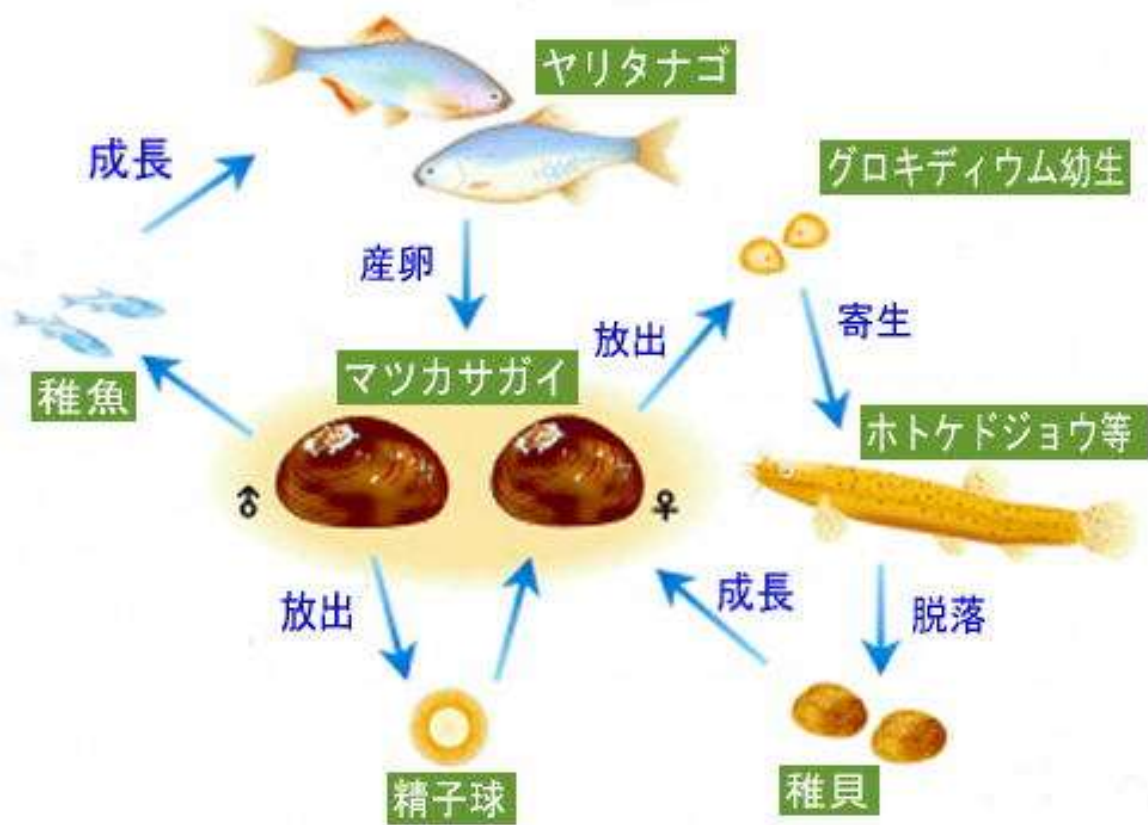 ヤリタナゴ
成長
グロキディウム幼生
産卵
放出
寄生
マツカサガイ
稚魚
ホトケドジョウ等
♂
♀
放出
成長
脱落
精子球
稚貝